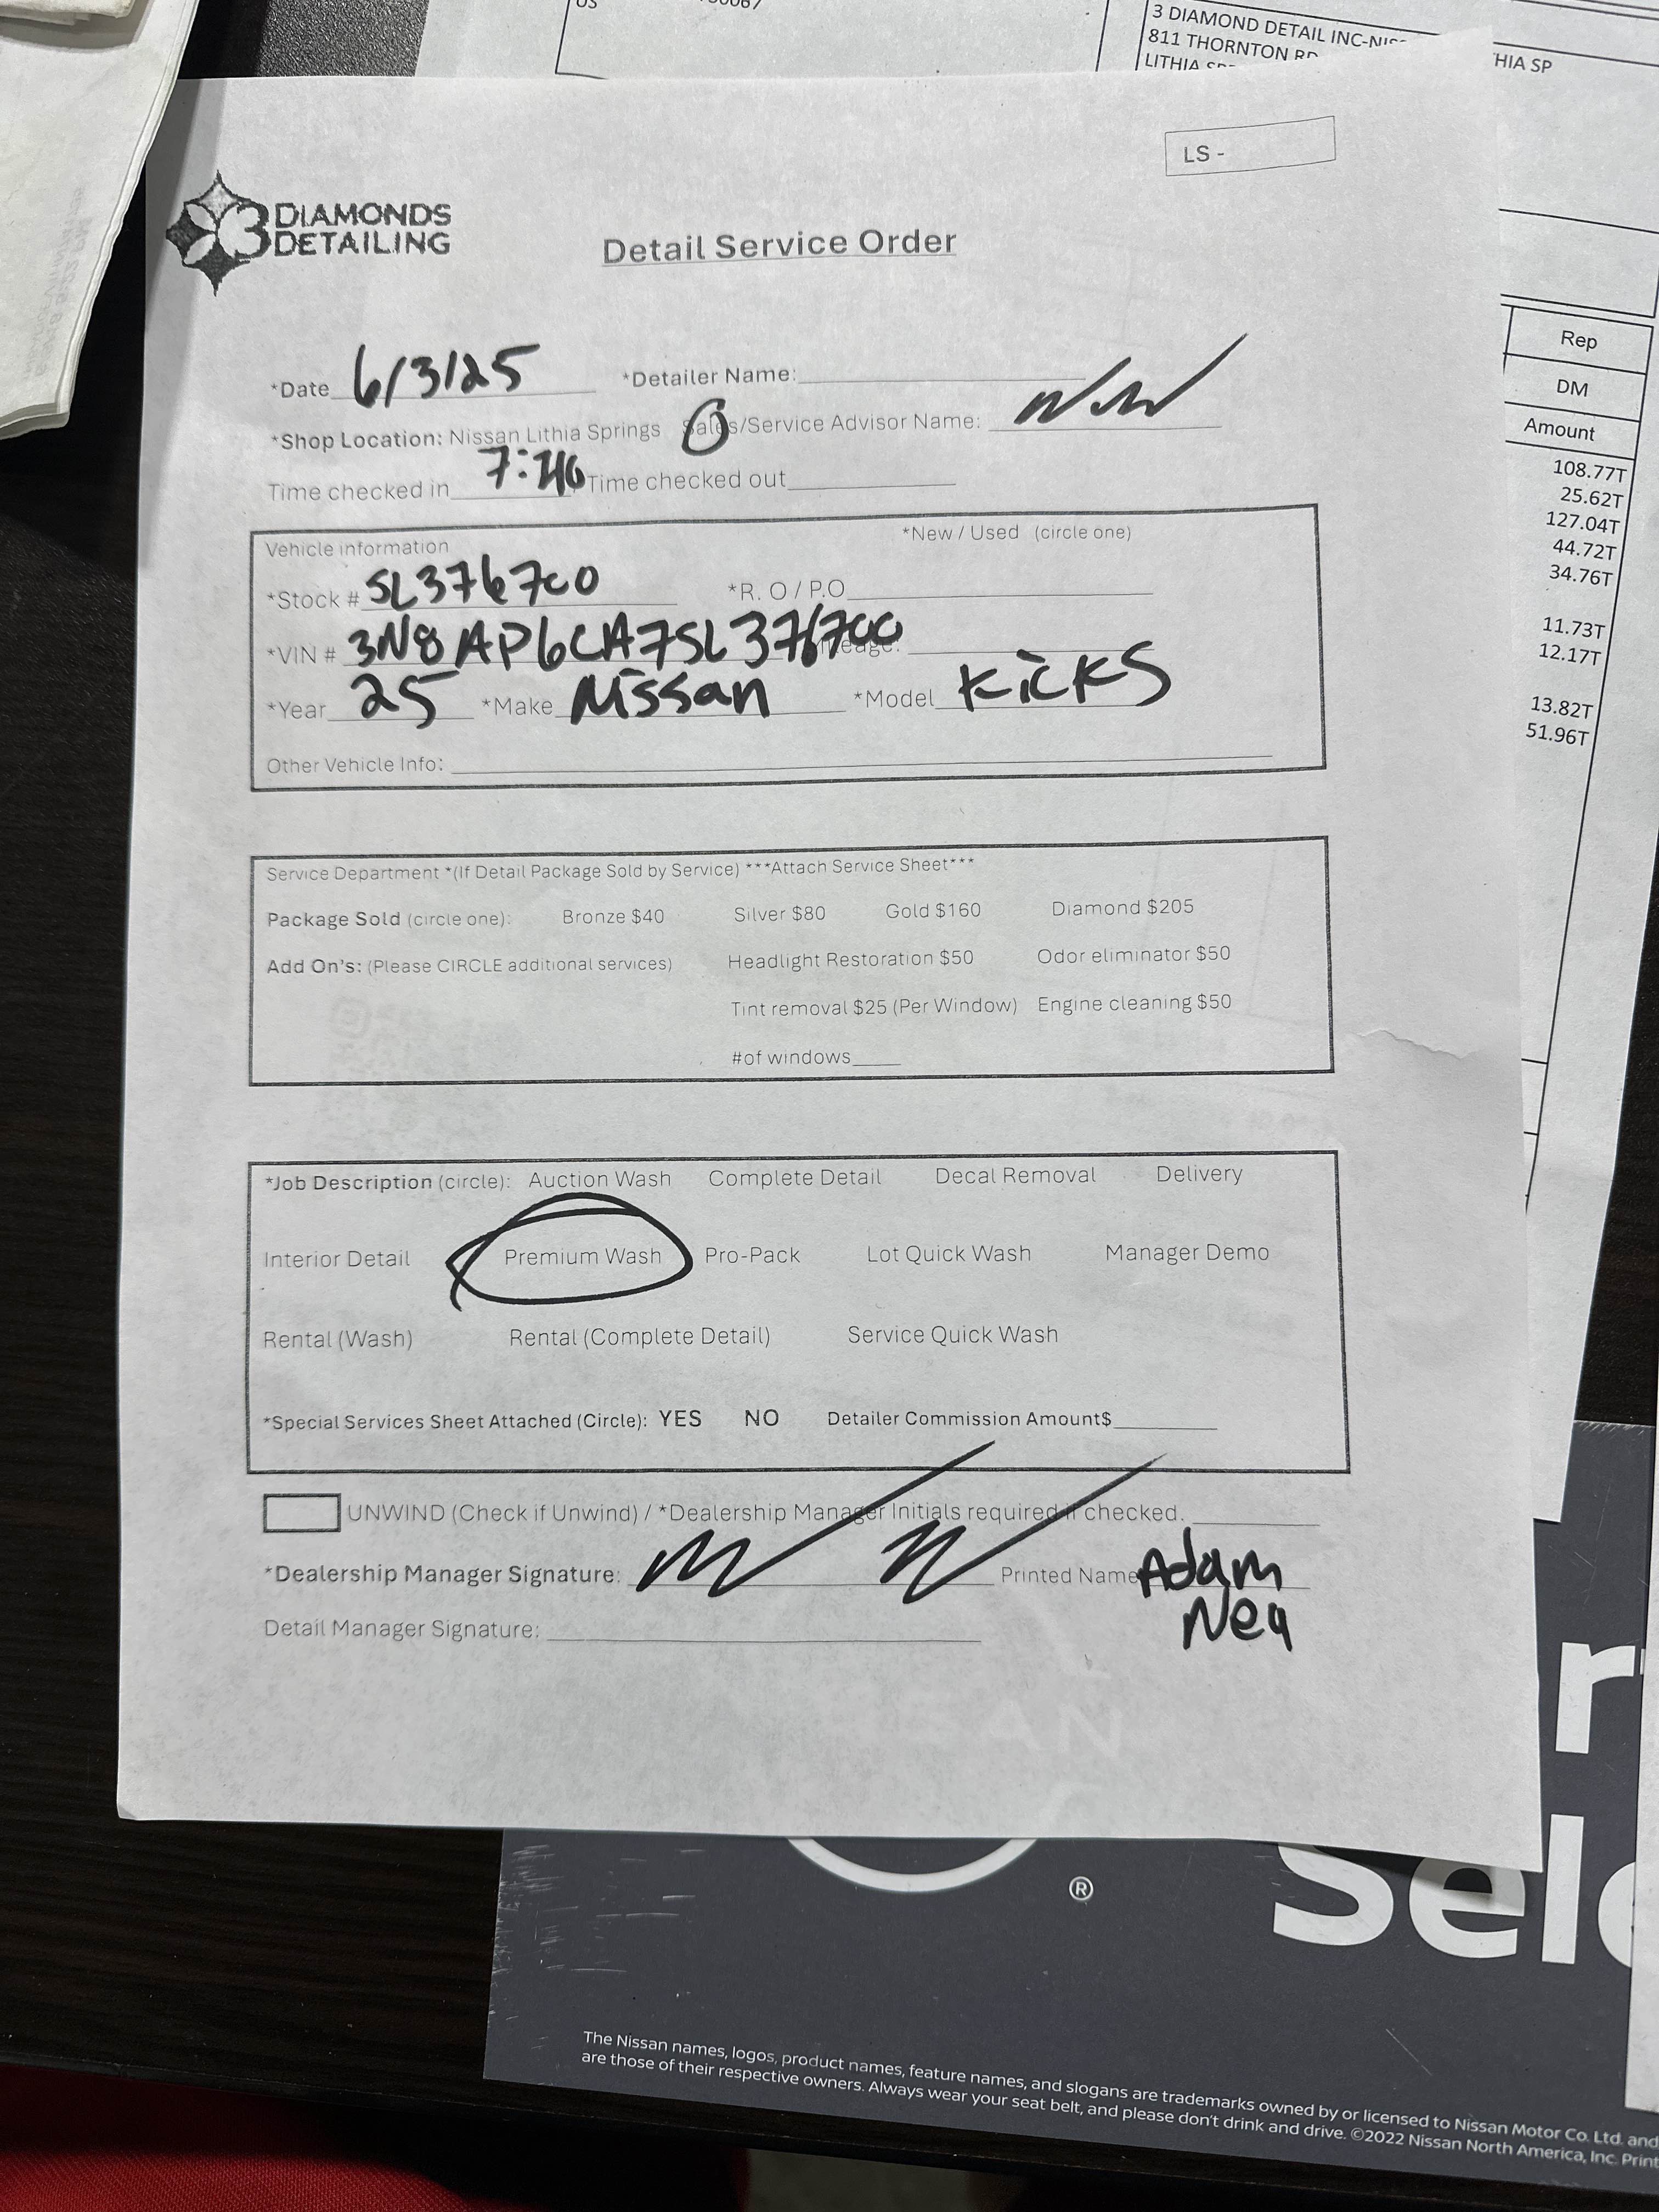 US
3 DIAMOND DETAIL INC-NIS
811 THORNTON RD
LITHIA SP
THIA SP
LS -
3 DIAMONDS
DETAILING
Detail Service Order
*Date 6/3/25 *Detailer Name:
*Shop Location: Nissan Lithia Springs Sales/Service Advisor Name:
Time checked in 7:46 Time checked out
Vehicle information *New / Used (circle one)
*Stock # SL376700 *R. O / P.O
*VIN # 3N8AP6CA7SL376700 Mileage:
*Year 25 *Make Nissan *Model Kicks
Other Vehicle Info:
Service Department *(If Detail Package Sold by Service) ***Attach Service Sheet***
Package Sold (circle one): Bronze $40 Silver $80 Gold $160 Diamond $205
Add On's: (Please CIRCLE additional services) Headlight Restoration $50 Odor eliminator $50
Tint removal $25 (Per Window) Engine cleaning $50
#of windows
*Job Description (circle): Auction Wash Complete Detail Decal Removal Delivery
Interior Detail Premium Wash Pro-Pack Lot Quick Wash Manager Demo
Rental (Wash) Rental (Complete Detail) Service Quick Wash
*Special Services Sheet Attached (Circle): YES NO Detailer Commission Amount$
UNWIND (Check if Unwind) / *Dealership Manager Initials required if checked.
*Dealership Manager Signature: Printed Name Adam
Detail Manager Signature:
Rep
DM
Amount
108.77T
25.62T
127.04T
44.72T
34.76T
11.73T
12.17T
13.82T
51.96T
Sele
®
The Nissan names, logos, product names, feature names, and slogans are trademarks owned by or licensed to Nissan Motor Co. Ltd. and
are those of their respective owners. Always wear your seat belt, and please don't drink and drive. ©2022 Nissan North America, Inc. Print